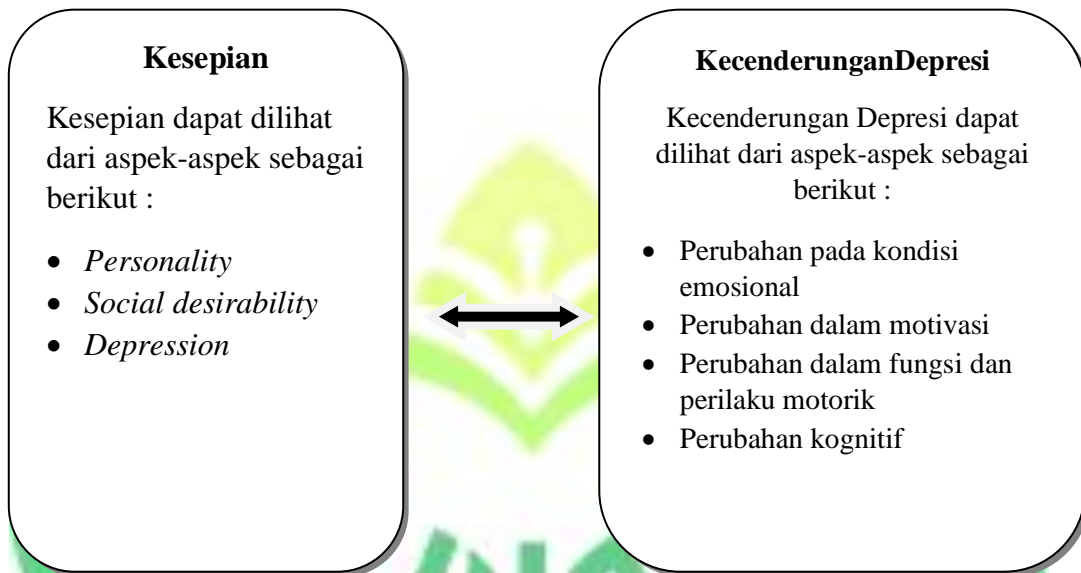 Kesepian
Kesepian dapat dilihat
dari aspek-aspek sebagai
berikut :
• Personality
• Social desirability
• Depression
KecenderunganDepresi
Kecenderungan Depresi dapat
dilihat dari aspek-aspek sebagai
berikut :
• Perubahan pada kondisi
emosional
• Perubahan dalam motivasi
• Perubahan dalam fungsi dan
perilaku motorik
• Perubahan kognitif